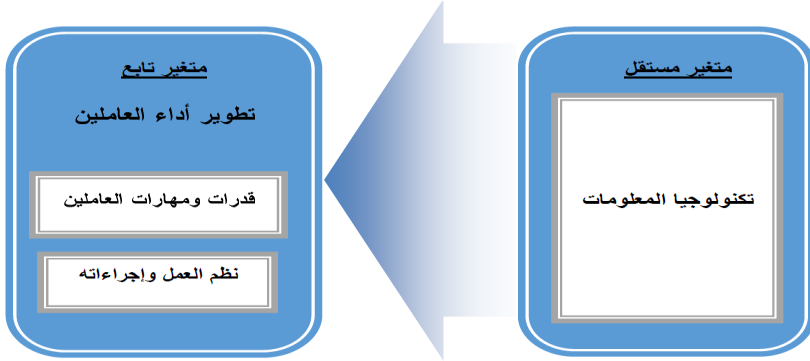 متغير مستقل
تكنولوجيا المعلومات
متغير تابع
تطوير أداء العاملين
قدرات ومهارات العاملين
نظم العمل وإجراءاته